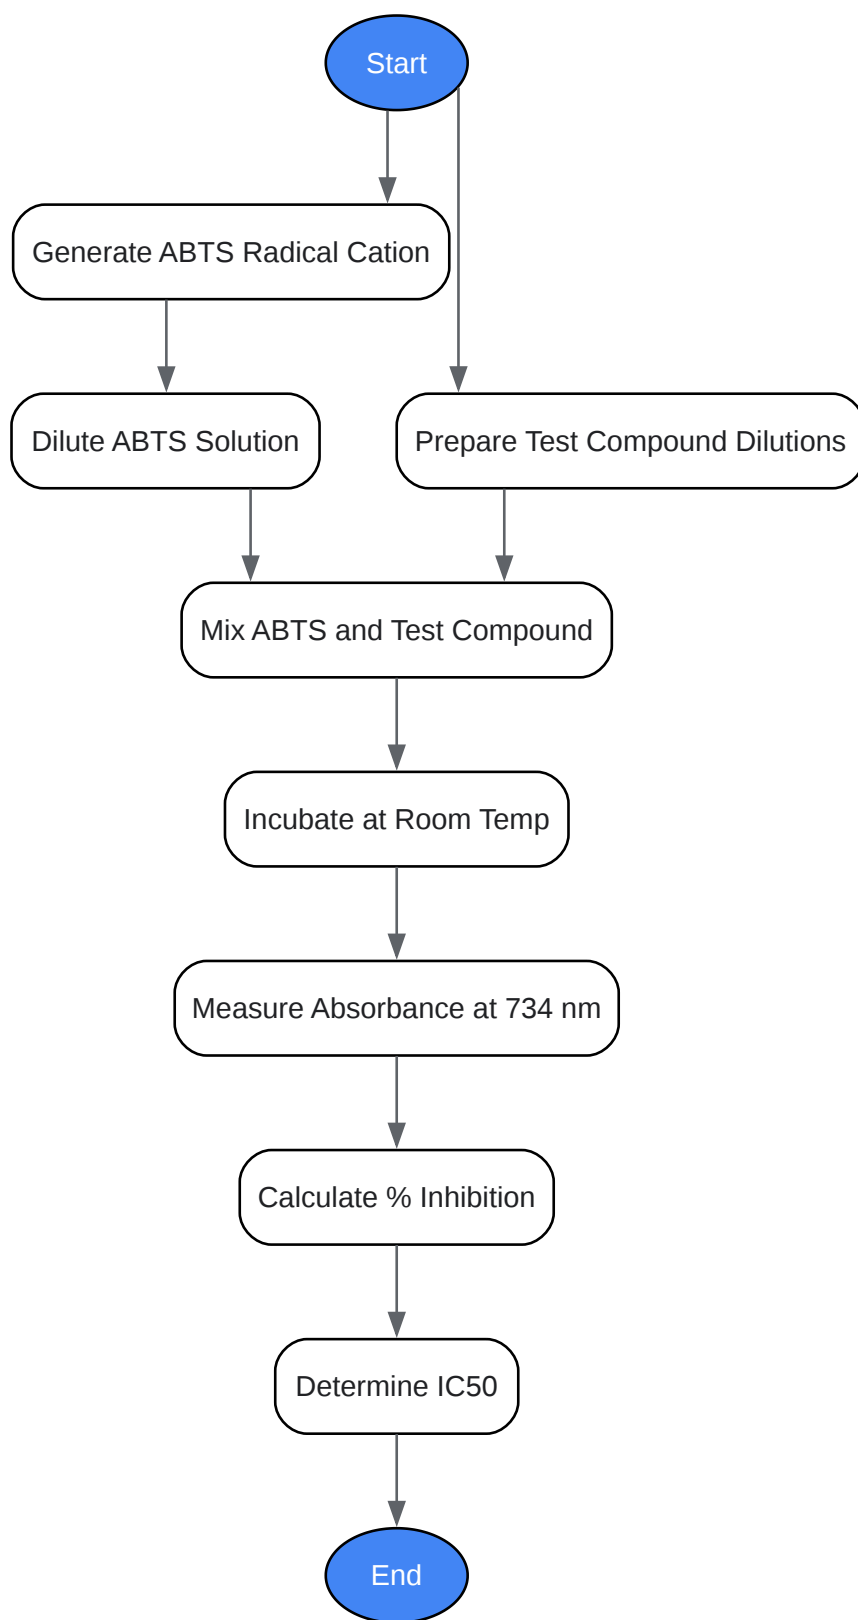 Start
Generate ABTS Radical Cation
Dilute ABTS Solution
Prepare Test Compound Dilutions
Mix ABTS and Test Compound
Incubate at Room Temp
Measure Absorbance at 734 nm
Calculate % Inhibition
Determine IC50
End